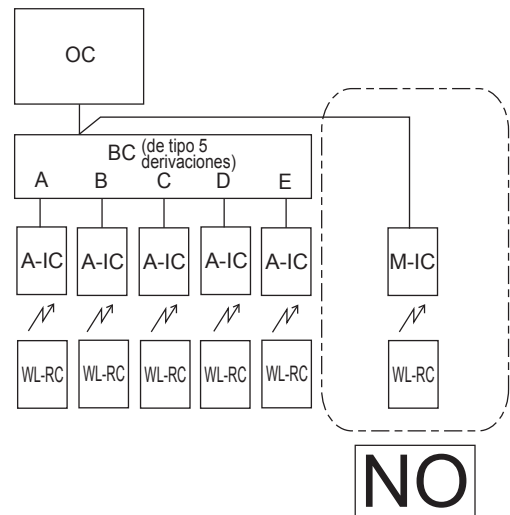 OC
BC (de tipo 5
derivaciones)
A B C D E
A-IC A-IC A-IC A-IC A-IC M-IC
WL-RC WL-RC WL-RC WL-RC WL-RC WL-RC
NO